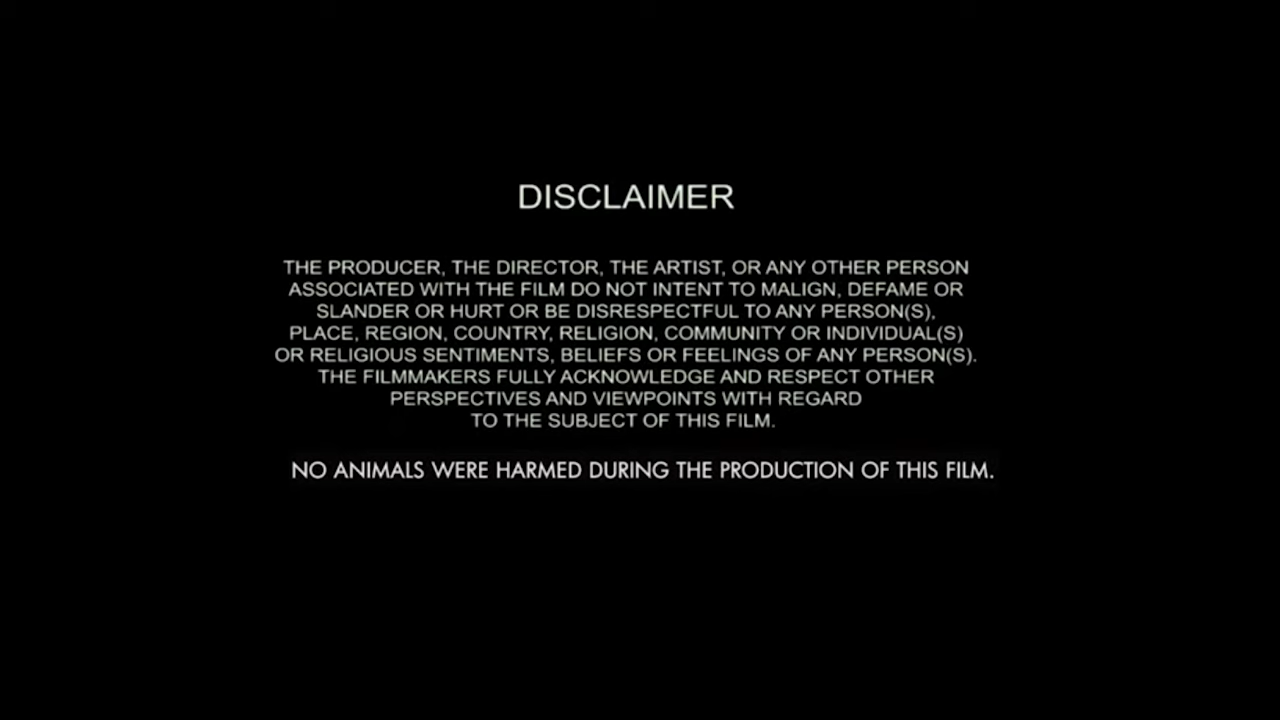 DISCLAIMER
THE PRODUCER, THE DIRECTOR, THE ARTIST, OR ANY OTHER PERSON
ASSOCIATED WITH THE FILM DO NOT INTENT TO MALIGN, DEFAME OR
SLANDER OR HURT OR BE DISRESPECTFUL TO ANY PERSON(S),
PLACE, REGION, COUNTRY, RELIGION, COMMUNITY OR INDIVIDUAL(S)
OR RELIGIOUS SENTIMENTS, BELIEFS OR FEELINGS OF ANY PERSON(S).
THE FILMMAKERS FULLY ACKNOWLEDGE AND RESPECT OTHER
PERSPECTIVES AND VIEWPOINTS WITH REGARD
TO THE SUBJECT OF THIS FILM.
NO ANIMALS WERE HARMED DURING THE PRODUCTION OF THIS FILM.